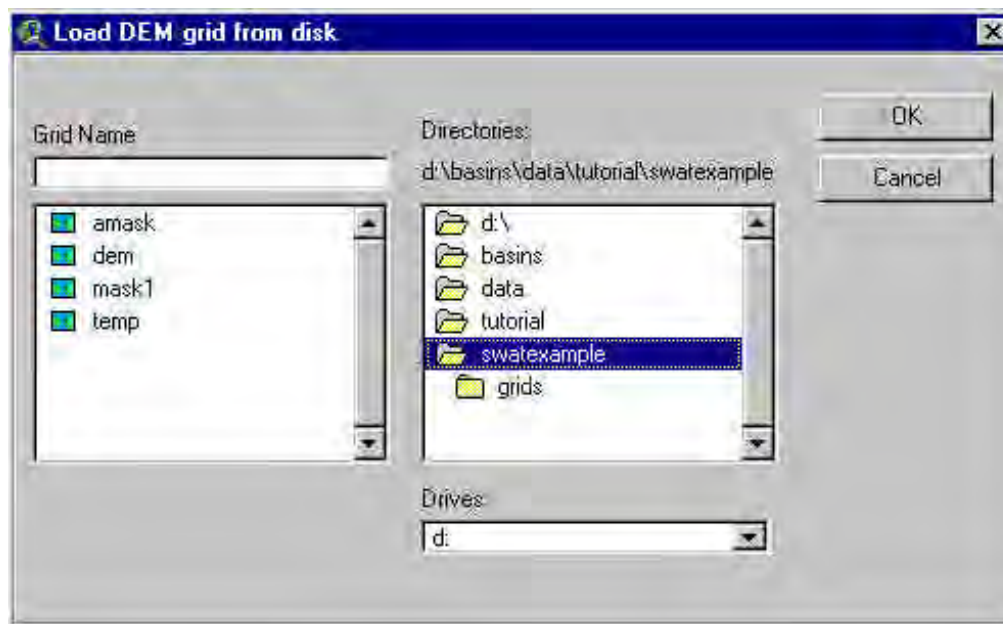 Load DEM grid from disk
Grid Name
amask
dem
mask1
temp
Directories:
d:\basins\data\tutorial\swatexample
d:\
basins
data
tutorial
swatexample
grids
Drives:
d:
OK
Cancel